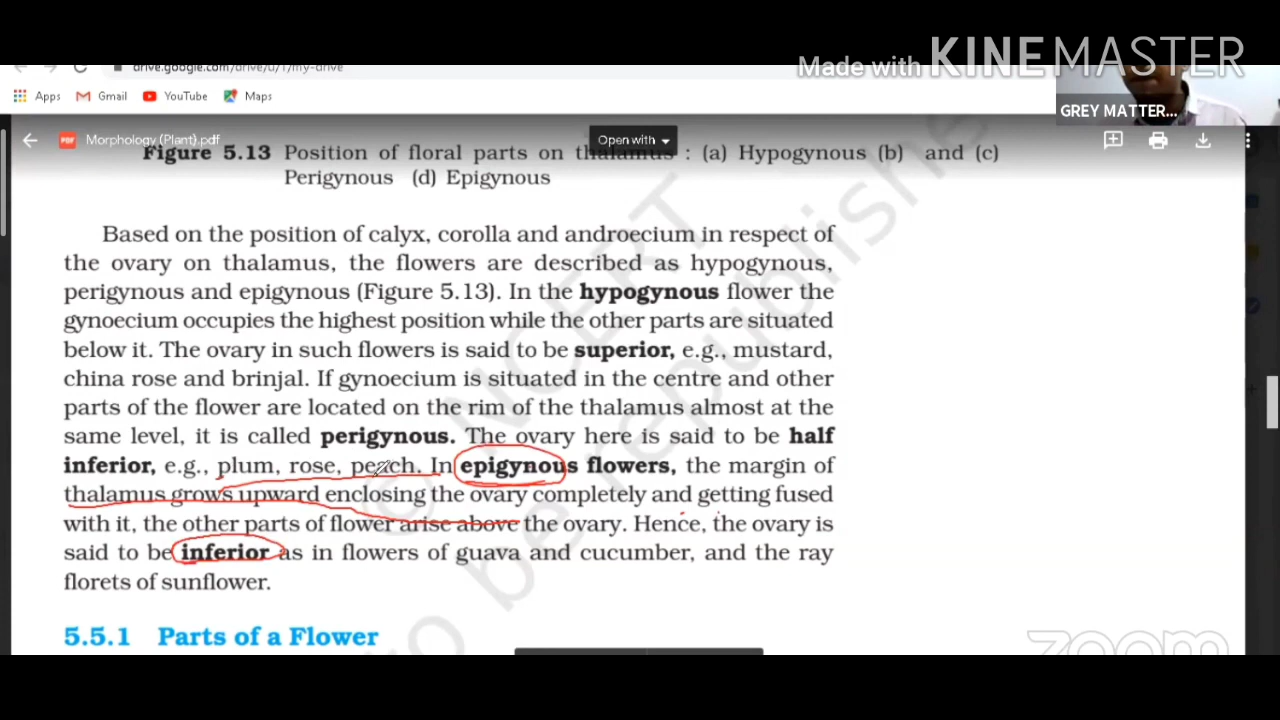 Made with KINEMASTER
drive.google.com/drive/u/1/my-drive
Apps Gmail YouTube Maps
GREY MATTER...
Morphology (Plant).pdf
Open with
Figure 5.13 Position of floral parts on thalamus : (a) Hypogynous (b) and (c)
Perigynous (d) Epigynous
Based on the position of calyx, corolla and androecium in respect of
the ovary on thalamus, the flowers are described as hypogynous,
perigynous and epigynous (Figure 5.13). In the hypogynous flower the
gynoecium occupies the highest position while the other parts are situated
below it. The ovary in such flowers is said to be superior, e.g., mustard,
china rose and brinjal. If gynoecium is situated in the centre and other
parts of the flower are located on the rim of the thalamus almost at the
same level, it is called perigynous. The ovary here is said to be half
inferior, e.g., plum, rose, peach. In epigynous flowers, the margin of
thalamus grows upward enclosing the ovary completely and getting fused
with it, the other parts of flower arise above the ovary. Hence, the ovary is
said to be inferior as in flowers of guava and cucumber, and the ray
florets of sunflower.
5.5.1 Parts of a Flower
© NCERT
to be republished
zoom